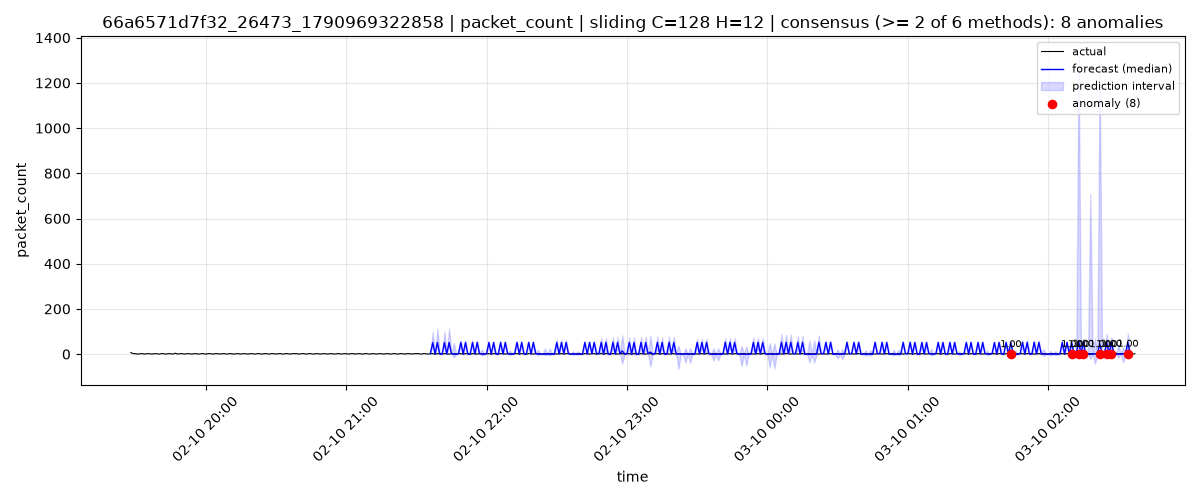 66a6571d7f32_26473_1790969322858 | packet_count | sliding C=128 H=12 | consensus (>= 2 of 6 methods): 8 anomalies
packet_count
1400
1200
1000
800
600
400
200
0
actual
forecast (median)
prediction interval
anomaly (8)
1.00
02-10 20:00
02-10 21:00
02-10 22:00
02-10 23:00
03-10 00:00
03-10 01:00
03-10 02:00
time